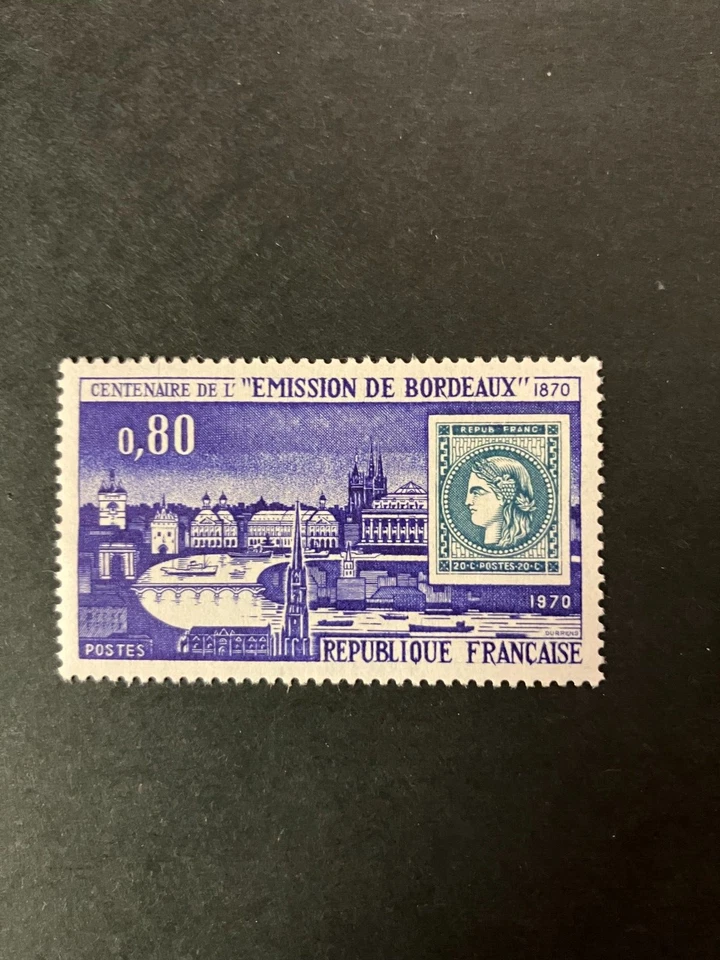 CENTENAIRE DE L' "EMISSION DE BORDEAUX" 1870
0,80
REPUB FRANC
20-C-POSTES-20-C
1970
DURRENS
POSTES
REPUBLIQUE FRANÇAISE